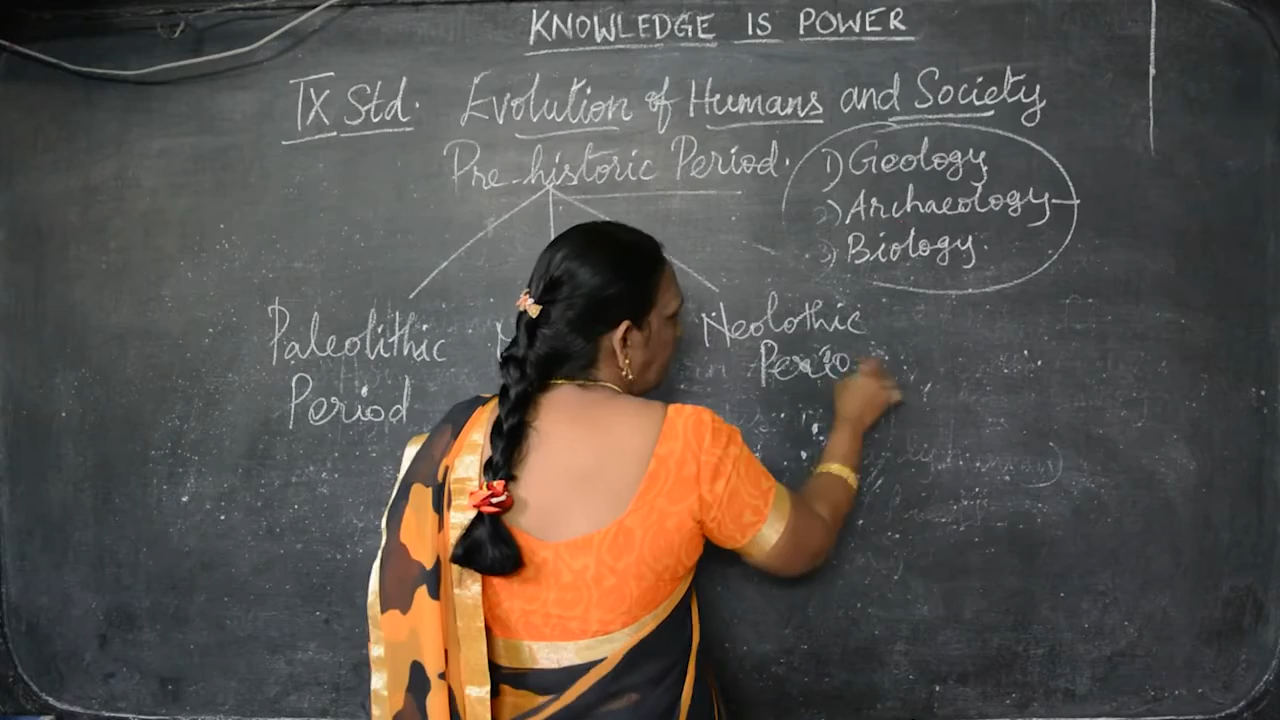 KNOWLEDGE IS POWER
IX Std. Evolution of Humans and Society
Pre-historic Period.
1) Geology
2) Archaeology
3) Biology.
Paleolithic
Period
Neolothic
Perio